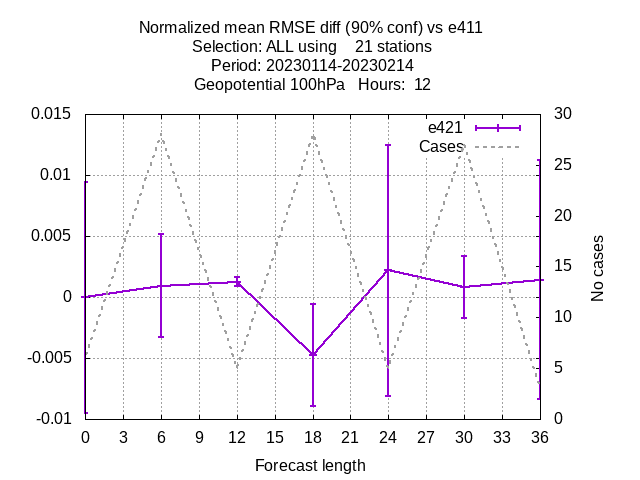 Normalized mean RMSE diff (90% conf) vs e411
Selection: ALL using    21 stations
Period: 20230114-20230214
Geopotential 100hPa   Hours:  12
e421
Cases
0.015
0.01
0.005
0
-0.005
-0.01
30
25
20
15
10
5
0
No cases
0 3 6 9 12 15 18 21 24 27 30 33 36
Forecast length